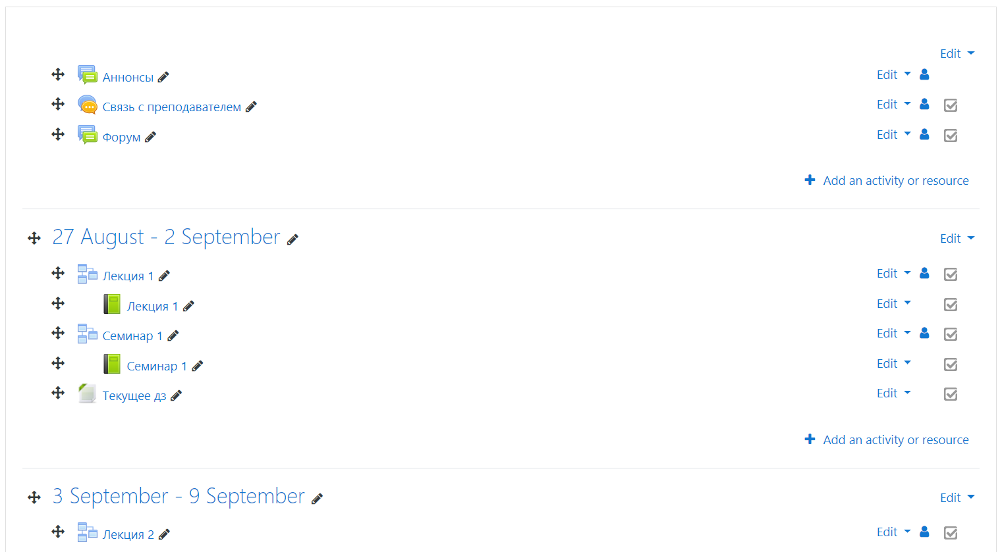 Edit
Аннонсы Edit
Связь с преподавателем Edit
Форум Edit
Add an activity or resource
27 August - 2 September Edit
Лекция 1 Edit
Лекция 1 Edit
Семинар 1 Edit
Семинар 1 Edit
Текущее дз Edit
Add an activity or resource
3 September - 9 September Edit
Лекция 2 Edit